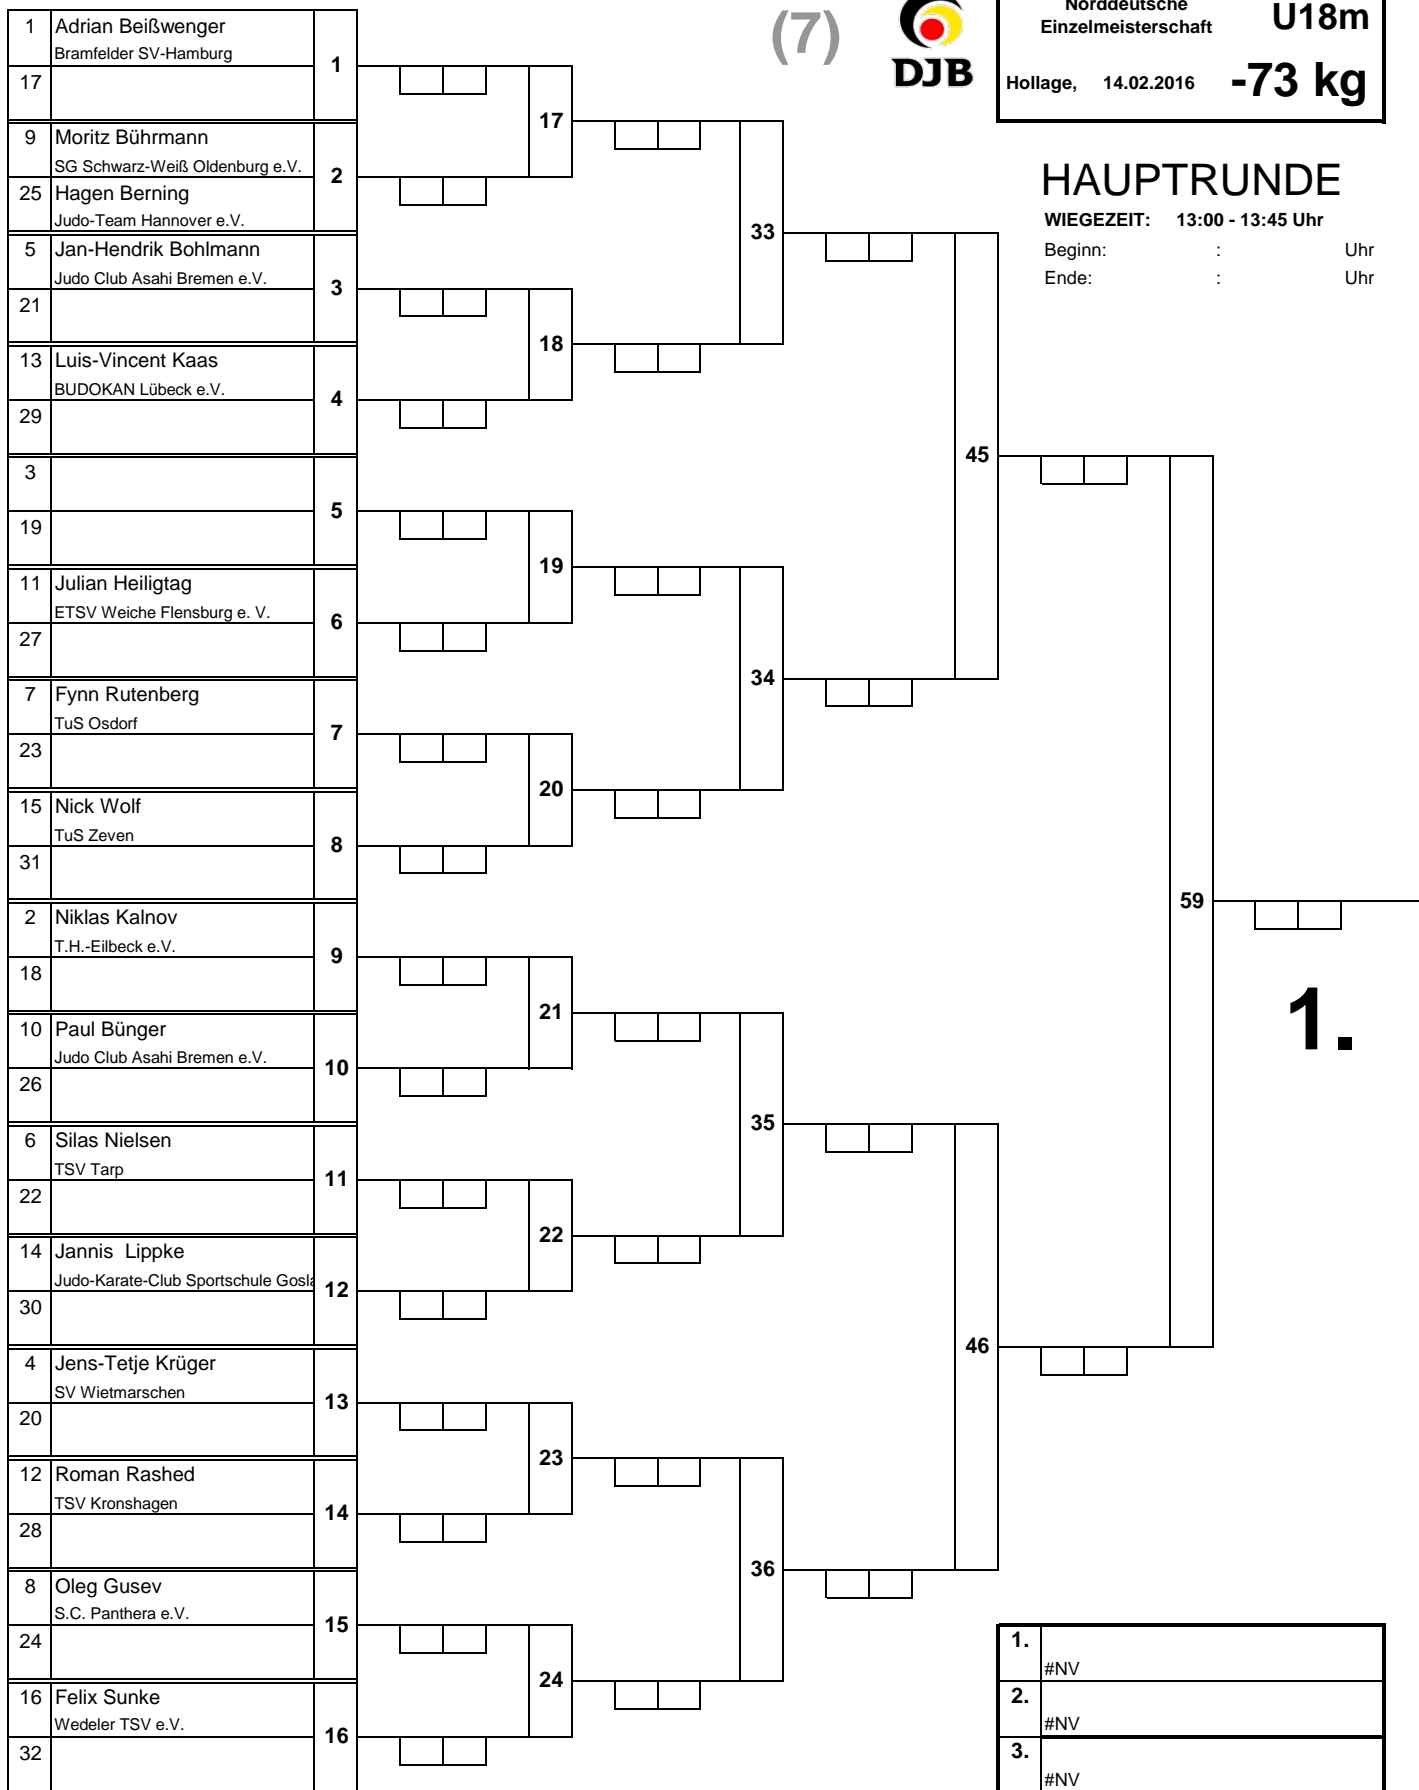 (7)
DJB
Norddeutsche
Einzelmeisterschaft
U18m
Hollage, 14.02.2016 -73 kg
HAUPTRUNDE
WIEGEZEIT: 13:00 - 13:45 Uhr
Beginn: : Uhr
Ende: : Uhr
1 Adrian Beißwenger
Bramfelder SV-Hamburg
1
17
9 Moritz Bührmann
SG Schwarz-Weiß Oldenburg e.V.
2
25 Hagen Berning
Judo-Team Hannover e.V.
5 Jan-Hendrik Bohlmann
Judo Club Asahi Bremen e.V.
3
21
13 Luis-Vincent Kaas
BUDOKAN Lübeck e.V.
4
29
3
5
19
11 Julian Heiligtag
ETSV Weiche Flensburg e. V.
6
27
7 Fynn Rutenberg
TuS Osdorf
7
23
15 Nick Wolf
TuS Zeven
8
31
2 Niklas Kalnov
T.H.-Eilbeck e.V.
9
18
10 Paul Bünger
Judo Club Asahi Bremen e.V.
10
26
6 Silas Nielsen
TSV Tarp
11
22
14 Jannis  Lippke
Judo-Karate-Club Sportschule Gosla
12
30
4 Jens-Tetje Krüger
SV Wietmarschen
13
20
12 Roman Rashed
TSV Kronshagen
14
28
8 Oleg Gusev
S.C. Panthera e.V.
15
24
16 Felix Sunke
Wedeler TSV e.V.
16
32
17
18
19
20
21
22
23
24
33
34
35
36
45
46
59
1.
1.
#NV
2.
#NV
3.
#NV